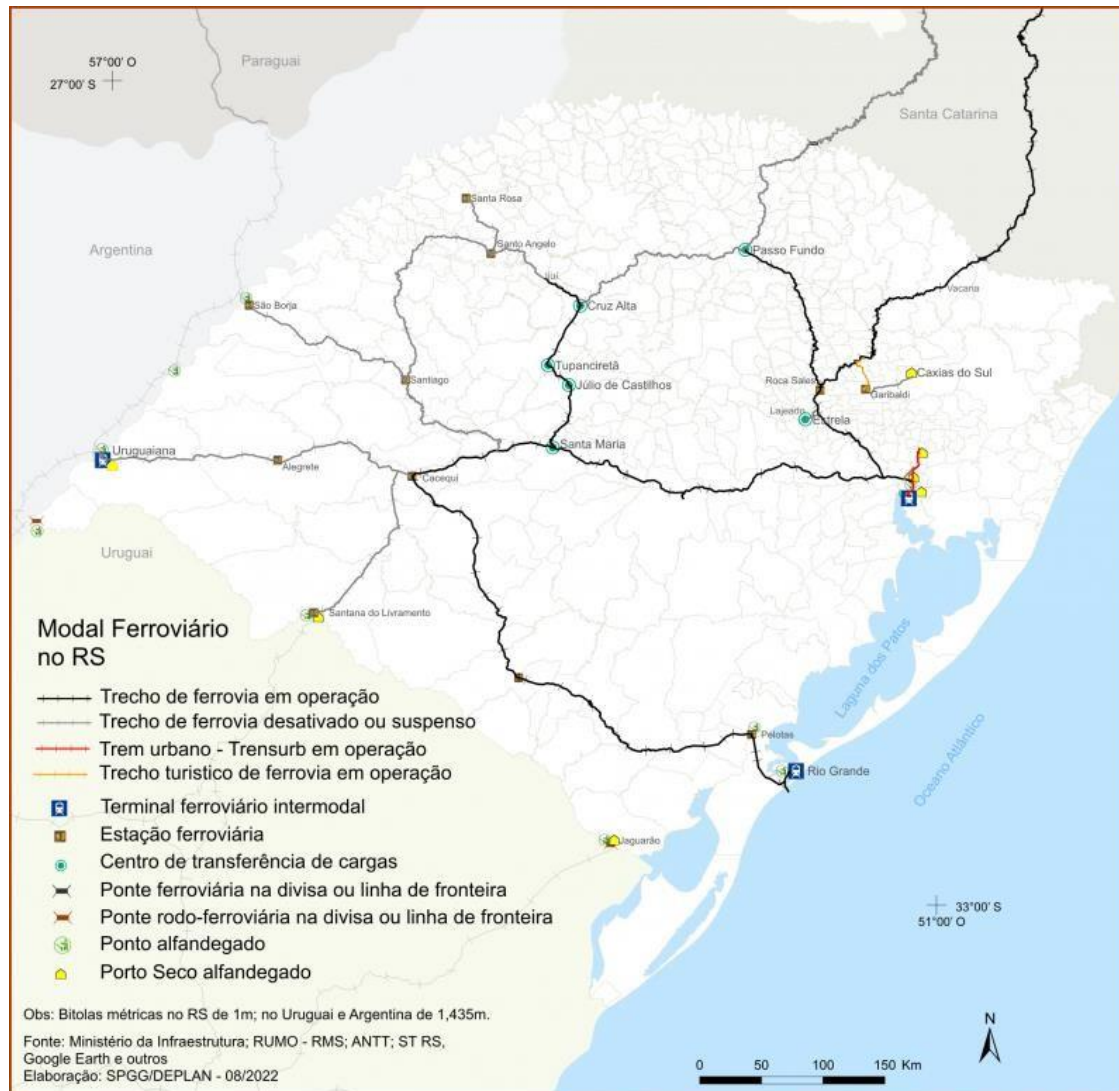 Paraguai
57°00' O
27°00' S
Santa Catarina
Santa Rosa
Santo Angelo
Argentina
Passo Fundo
Ijuí
Vacaria
São Borja
Cruz Alta
Tupanciretã
Caxias do Sul
Santiago
Júlio de Castilhos
Roca Sales
Garibaldi
Lajeado
Estrela
Santa Maria
Uruguaiana
Alegrete
Cacequi
Uruguai
Santana do Livramento
Laguna dos Patos
Pelotas
Rio Grande
Oceano Atlântico
Jaguarão
33°00' S
51°00' O
Modal Ferroviário
no RS
Trecho de ferrovia em operação
Trecho de ferrovia desativado ou suspenso
Trem urbano - Trensurb em operação
Trecho turistico de ferrovia em operação
Terminal ferroviário intermodal
Estação ferroviária
Centro de transferência de cargas
Ponte ferroviária na divisa ou linha de fronteira
Ponte rodo-ferroviária na divisa ou linha de fronteira
Ponto alfandegado
Porto Seco alfandegado
Obs: Bitolas métricas no RS de 1m; no Uruguai e Argentina de 1,435m.
Fonte: Ministério da Infraestrutura; RUMO - RMS; ANTT; ST RS,
Google Earth e outros
Elaboração: SPGG/DEPLAN - 08/2022
N
0 50 100 150 Km